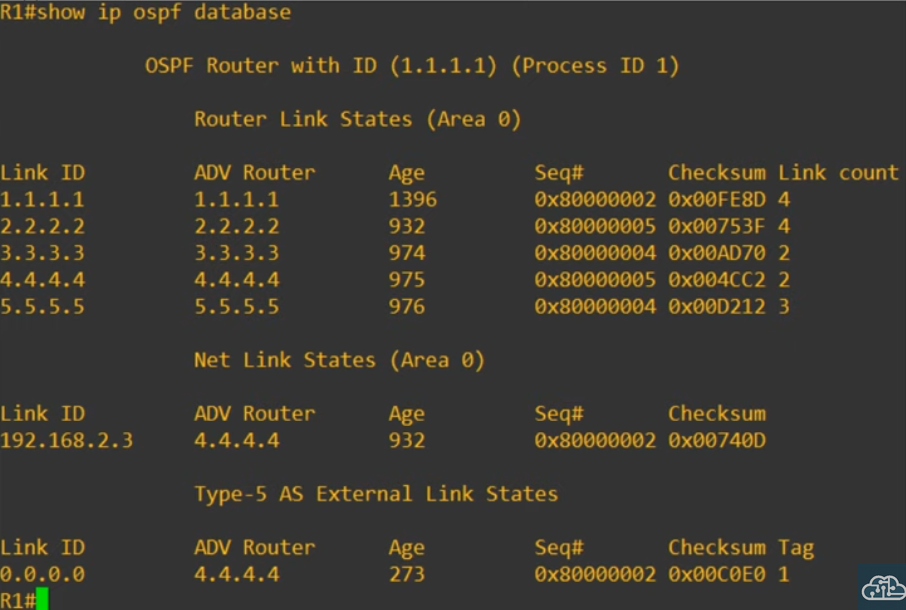 R1#show ip ospf database
OSPF Router with ID (1.1.1.1) (Process ID 1)
Router Link States (Area 0)
Link ID ADV Router Age Seq# Checksum Link count
1.1.1.1 1.1.1.1 1396 0x80000002 0x00FE8D 4
2.2.2.2 2.2.2.2 932 0x80000005 0x00753F 4
3.3.3.3 3.3.3.3 974 0x80000004 0x00AD70 2
4.4.4.4 4.4.4.4 975 0x80000005 0x004CC2 2
5.5.5.5 5.5.5.5 976 0x80000004 0x00D212 3
Net Link States (Area 0)
Link ID ADV Router Age Seq# Checksum
192.168.2.3 4.4.4.4 932 0x80000002 0x00740D
Type-5 AS External Link States
Link ID ADV Router Age Seq# Checksum Tag
0.0.0.0 4.4.4.4 273 0x80000002 0x00C0E0 1
R1#